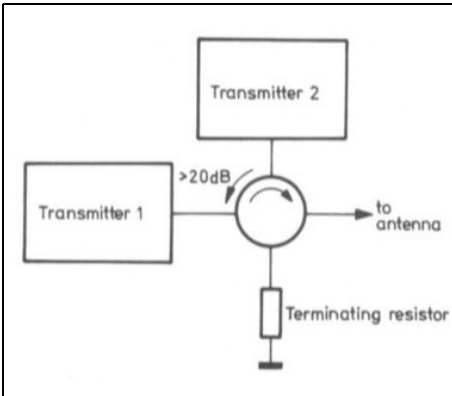 Transmitter 2
>20dB
Transmitter 1
to
antenna
Terminating resistor